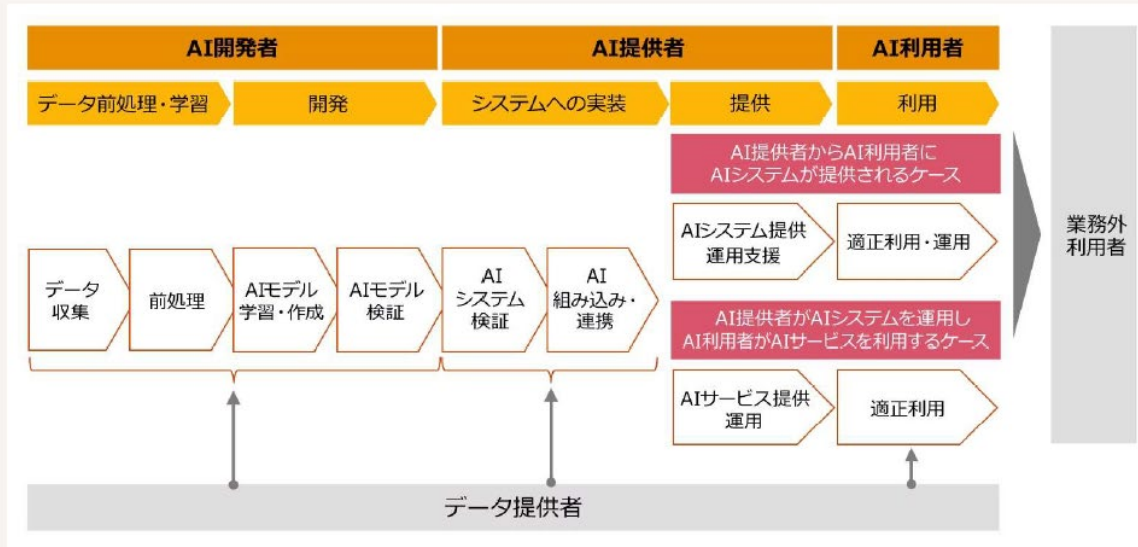 AI開発者
AI提供者
AI利用者
データ前処理・学習
開発
システムへの実装
提供
利用
AI提供者からAI利用者に
AIシステムが提供されるケース
データ
収集
前処理
AIモデル
学習・作成
AIモデル
検証
AI
システム
検証
AI
組み込み・
連携
AIシステム提供
運用支援
適正利用・運用
AI提供者がAIシステムを運用し
AI利用者がAIサービスを利用するケース
AIサービス提供
運用
適正利用
業務外
利用者
データ提供者